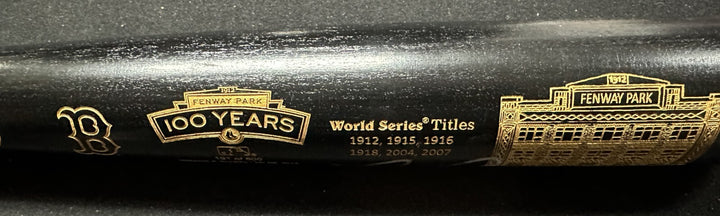 B
1912
FENWAY PARK
100 YEARS
World Series® Titles
1912, 1915, 1916
1918, 2004, 2007
1912
FENWAY PARK